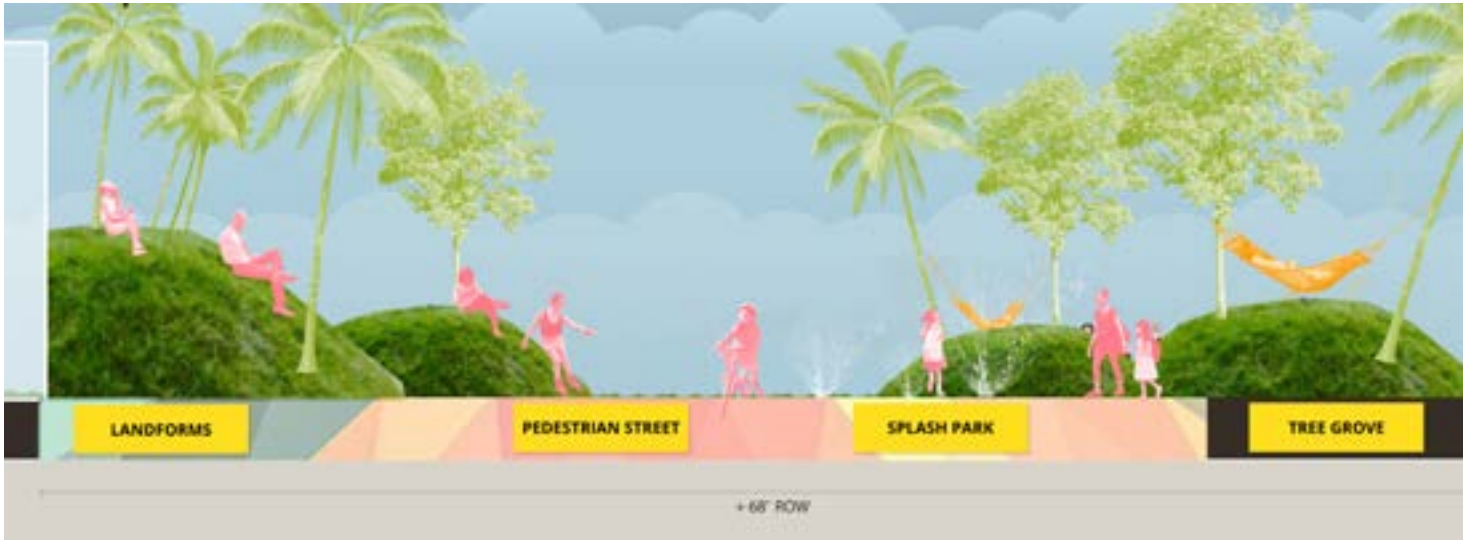 LANDFORMS
PEDESTRIAN STREET
SPLASH PARK
TREE GROVE
+ 68' ROW